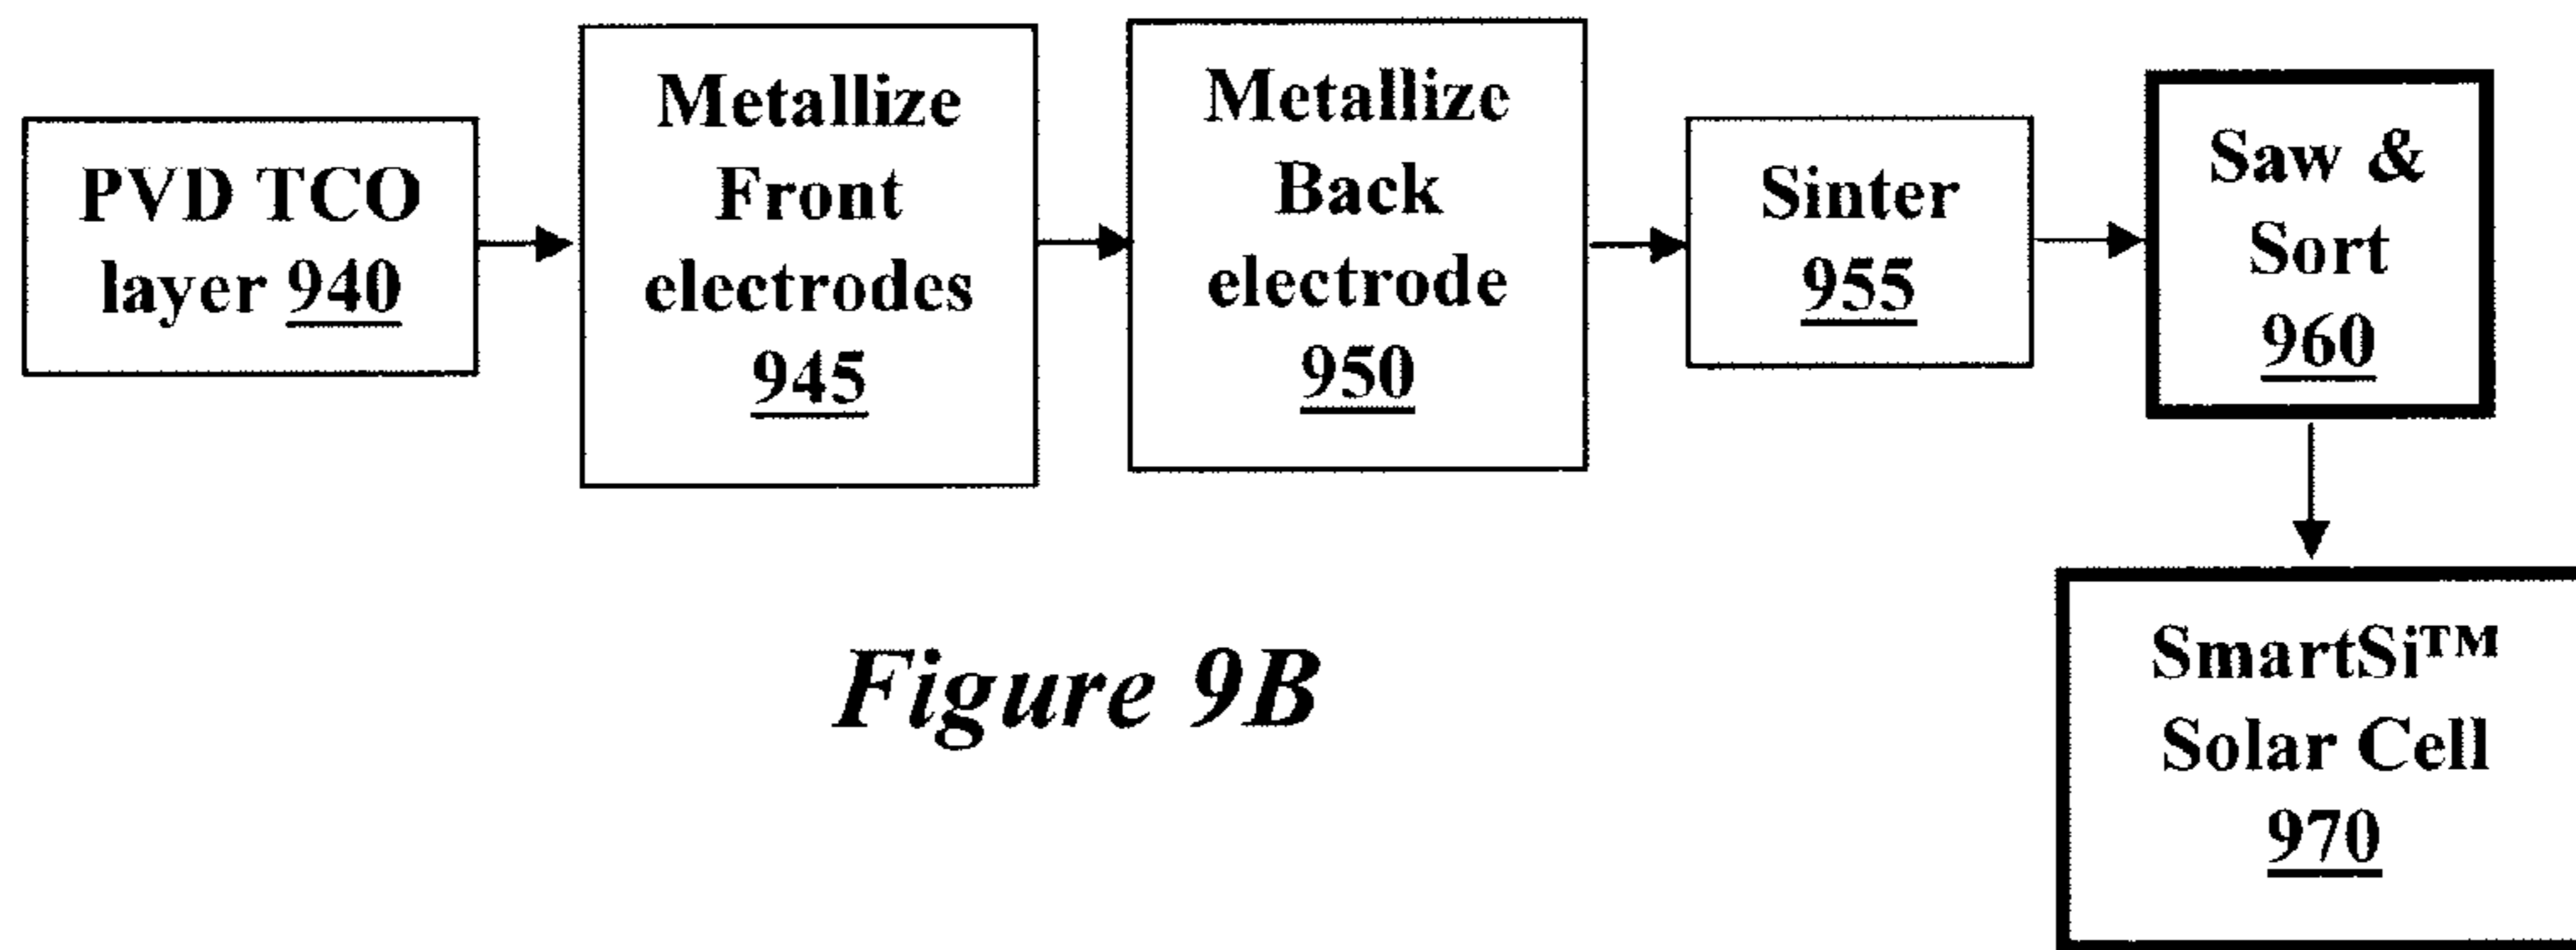 PVD TCO
layer 940
Metallize
Front
electrodes
945
Metallize
Back
electrode
950
Sinter
955
Saw &
Sort
960
SmartSi™
Solar Cell
970
Figure 9B